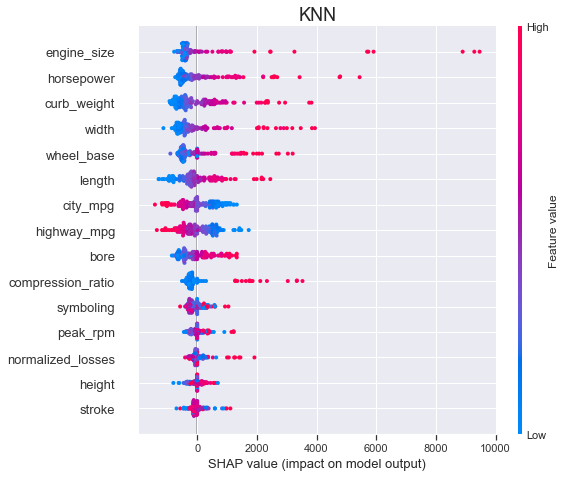 KNN
High
engine_size
horsepower
curb_weight
width
wheel_base
length
city_mpg
highway_mpg
bore
compression_ratio
symboling
peak_rpm
normalized_losses
height
stroke
Feature value
Low
0 2000 4000 6000 8000 10000
SHAP value (impact on model output)